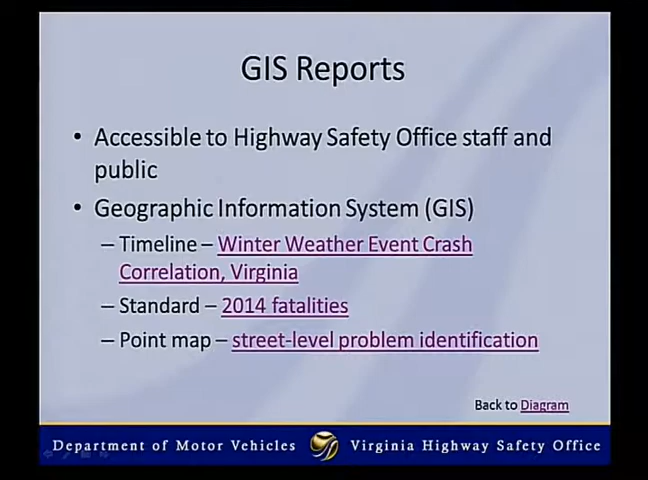 GIS Reports
• Accessible to Highway Safety Office staff and
public
• Geographic Information System (GIS)
– Timeline – Winter Weather Event Crash
Correlation, Virginia
– Standard – 2014 fatalities
– Point map – street-level problem identification
Back to Diagram
Department of Motor Vehicles Virginia Highway Safety Office